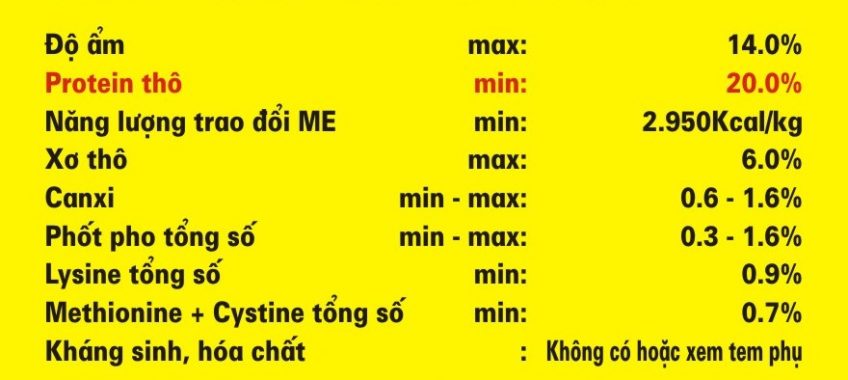 Độ ẩm max: 14.0%
Protein thô min: 20.0%
Năng lượng trao đổi ME min: 2.950Kcal/kg
Xơ thô max: 6.0%
Canxi min - max: 0.6 - 1.6%
Phốt pho tổng số min - max: 0.3 - 1.6%
Lysine tổng số min: 0.9%
Methionine + Cystine tổng số min: 0.7%
Kháng sinh, hóa chất : Không có hoặc xem tem phụ